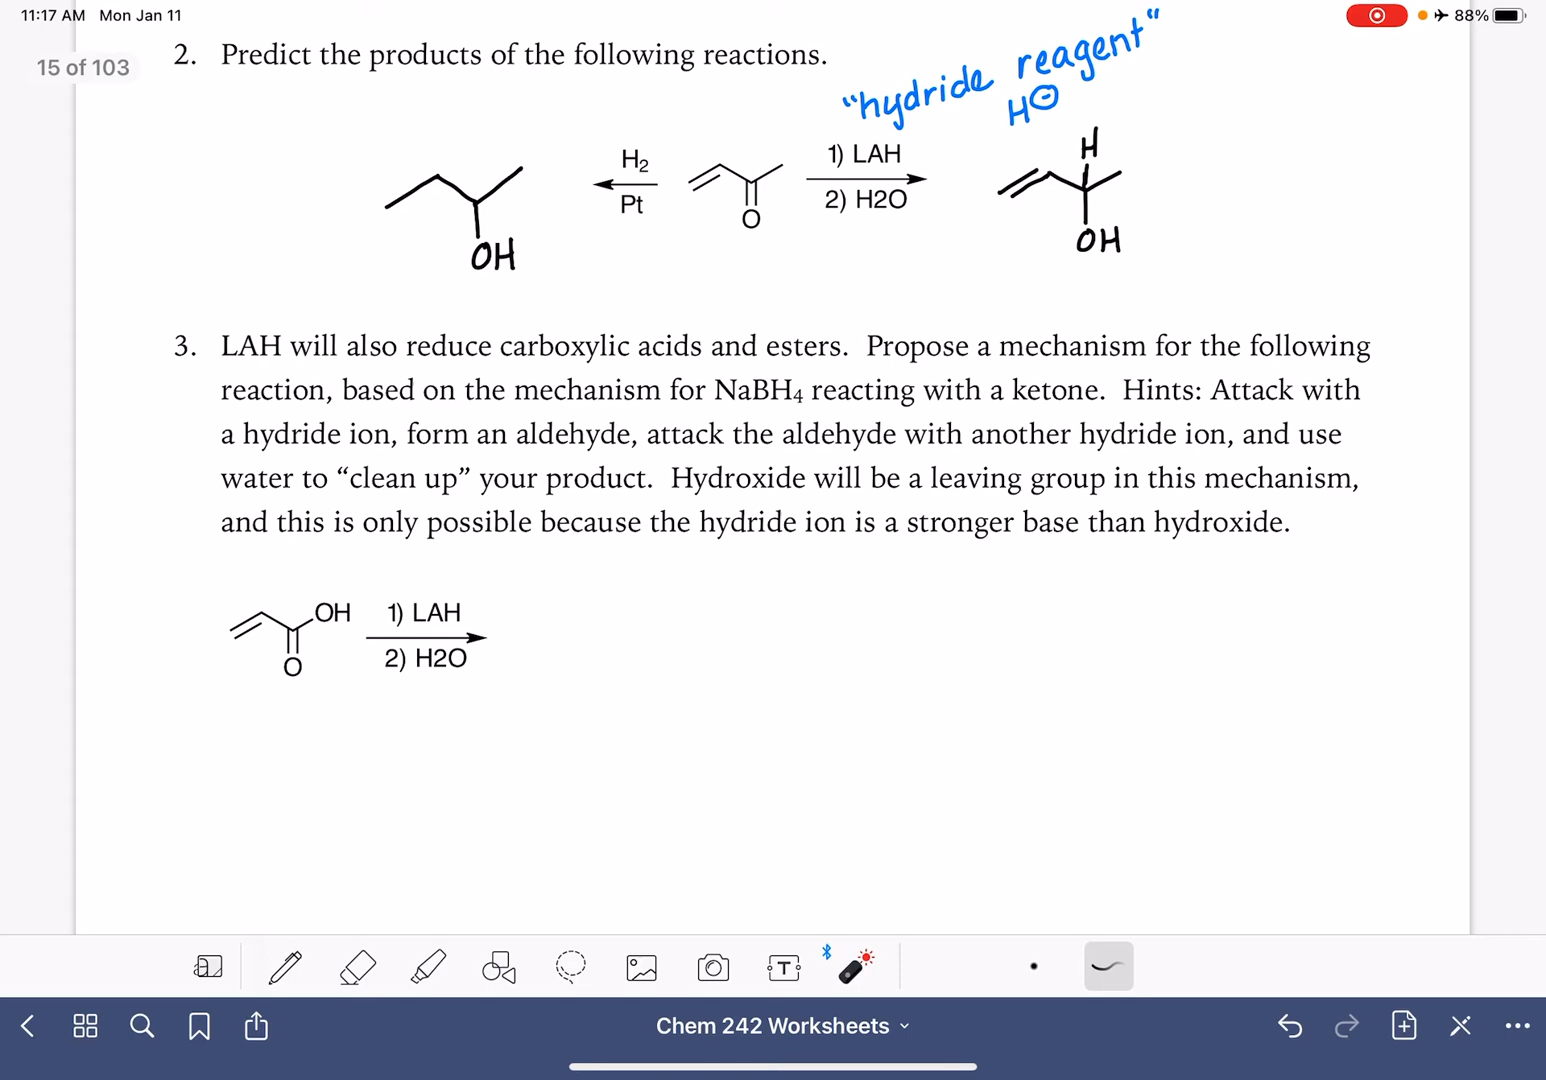 11:17 AM Mon Jan 11
88%
15 of 103
2. Predict the products of the following reactions.
"hydride reagent"
H⊖
H₂
Pt
O
1) LAH
2) H2O
H
OH
OH
3. LAH will also reduce carboxylic acids and esters. Propose a mechanism for the following
reaction, based on the mechanism for NaBH₄ reacting with a ketone. Hints: Attack with
a hydride ion, form an aldehyde, attack the aldehyde with another hydride ion, and use
water to “clean up” your product. Hydroxide will be a leaving group in this mechanism,
and this is only possible because the hydride ion is a stronger base than hydroxide.
OH
O
1) LAH
2) H2O
T
Chem 242 Worksheets